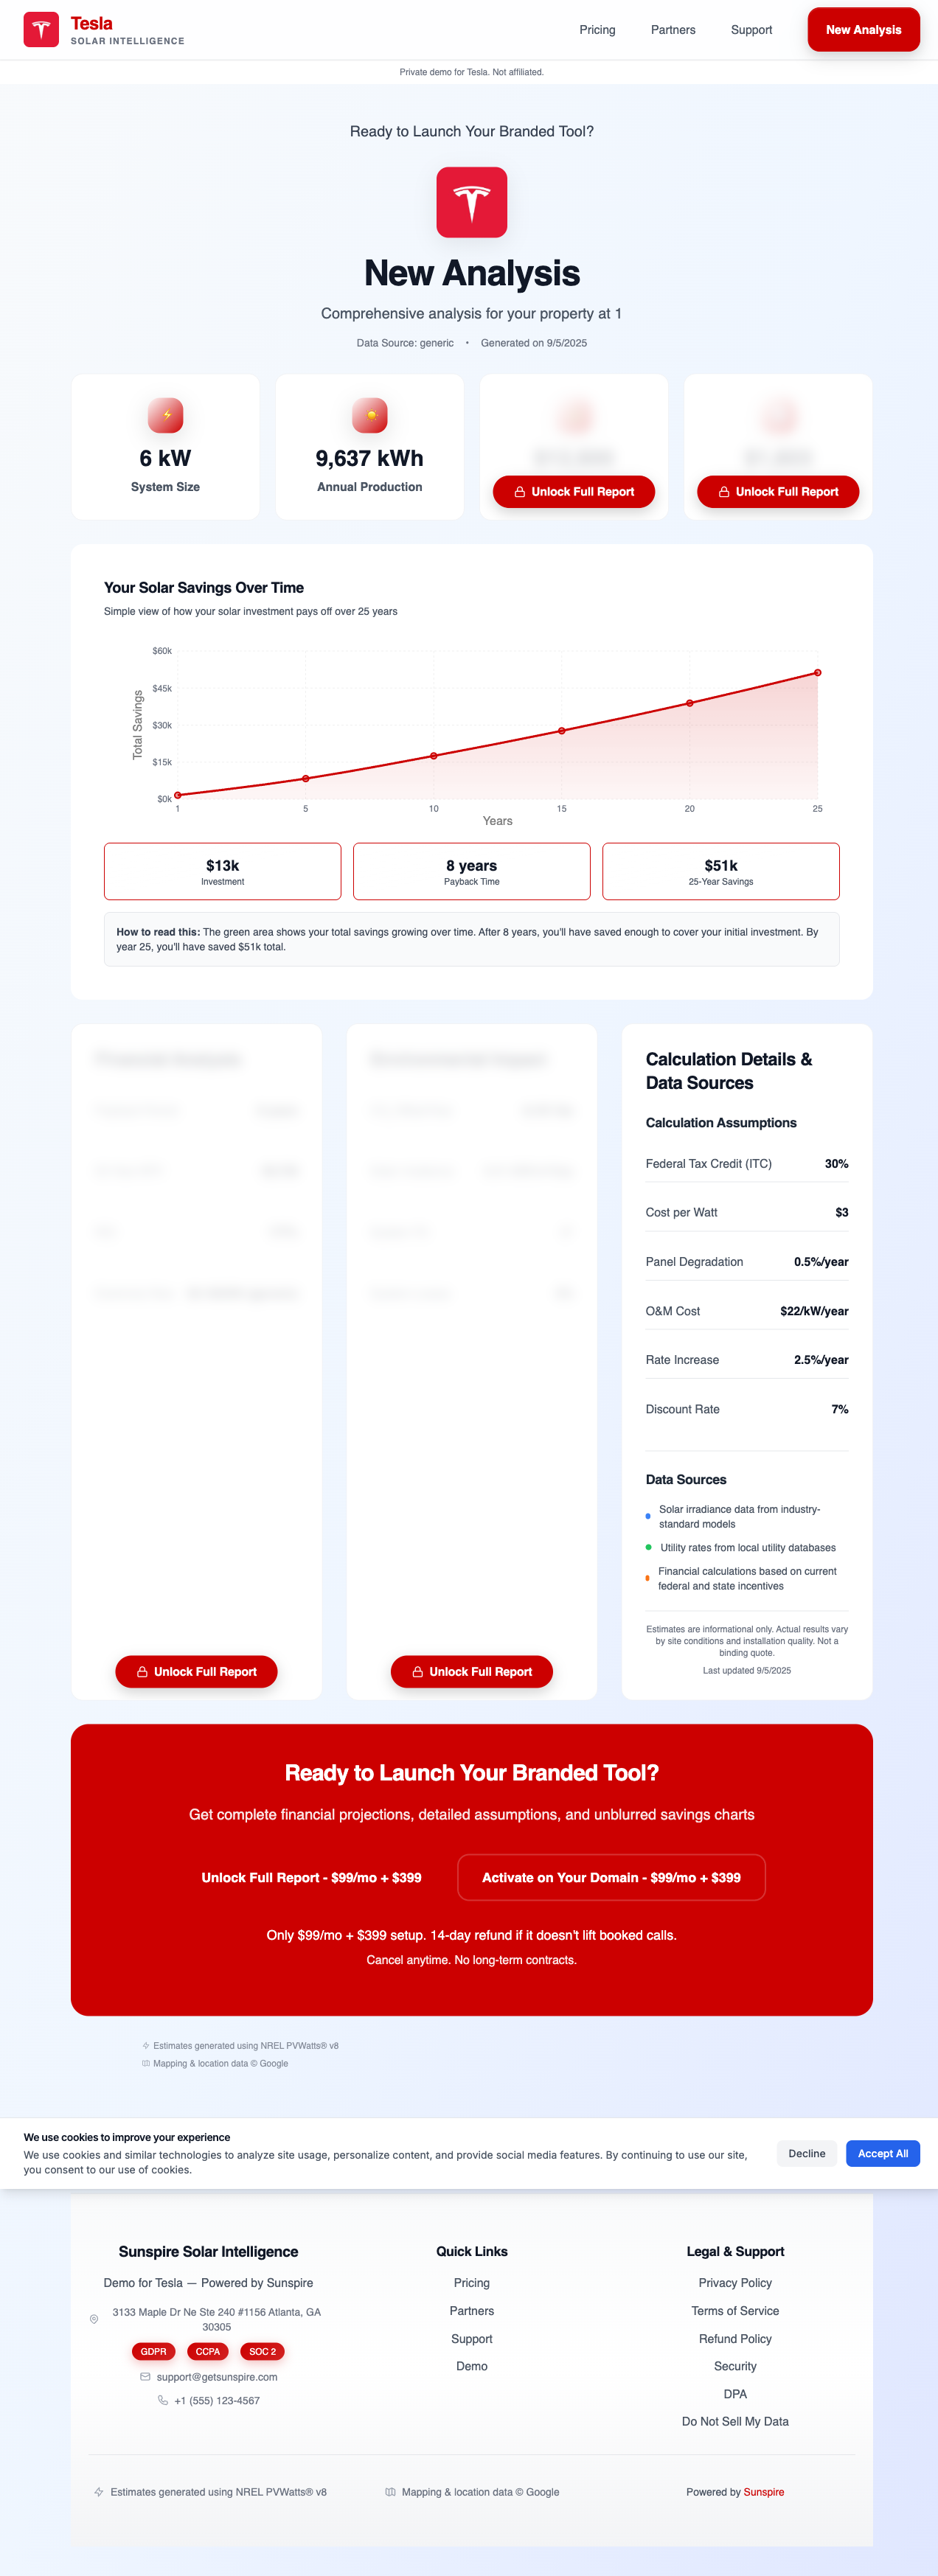 Tesla
SOLAR INTELLIGENCE
Pricing
Partners
Support
New Analysis
Private demo for Tesla. Not affiliated.
Ready to Launch Your Branded Tool?
New Analysis
Comprehensive analysis for your property at 1
Data Source: generic • Generated on 9/5/2025
6 kW
System Size
9,637 kWh
Annual Production
Unlock Full Report
Unlock Full Report
Your Solar Savings Over Time
Simple view of how your solar investment pays off over 25 years
$60k
$45k
$30k
$15k
$0k
Total Savings
1
5
10
15
20
25
Years
$13k
Investment
8 years
Payback Time
$51k
25-Year Savings
How to read this: The green area shows your total savings growing over time. After 8 years, you'll have saved enough to cover your initial investment. By
year 25, you'll have saved $51k total.
Unlock Full Report
Unlock Full Report
Calculation Details &
Data Sources
Calculation Assumptions
Federal Tax Credit (ITC) 30%
Cost per Watt $3
Panel Degradation 0.5%/year
O&M Cost $22/kW/year
Rate Increase 2.5%/year
Discount Rate 7%
Data Sources
Solar irradiance data from industry-
standard models
Utility rates from local utility databases
Financial calculations based on current
federal and state incentives
Estimates are informational only. Actual results vary
by site conditions and installation quality. Not a
binding quote.
Last updated 9/5/2025
Ready to Launch Your Branded Tool?
Get complete financial projections, detailed assumptions, and unblurred savings charts
Unlock Full Report - $99/mo + $399
Activate on Your Domain - $99/mo + $399
Only $99/mo + $399 setup. 14-day refund if it doesn't lift booked calls.
Cancel anytime. No long-term contracts.
Estimates generated using NREL PVWatts® v8
Mapping & location data © Google
We use cookies to improve your experience
We use cookies and similar technologies to analyze site usage, personalize content, and provide social media features. By continuing to use our site,
you consent to our use of cookies.
Decline
Accept All
Sunspire Solar Intelligence
Demo for Tesla — Powered by Sunspire
3133 Maple Dr Ne Ste 240 #1156 Atlanta, GA
30305
GDPR
CCPA
SOC 2
support@getsunspire.com
+1 (555) 123-4567
Quick Links
Pricing
Partners
Support
Demo
Legal & Support
Privacy Policy
Terms of Service
Refund Policy
Security
DPA
Do Not Sell My Data
Estimates generated using NREL PVWatts® v8
Mapping & location data © Google
Powered by Sunspire